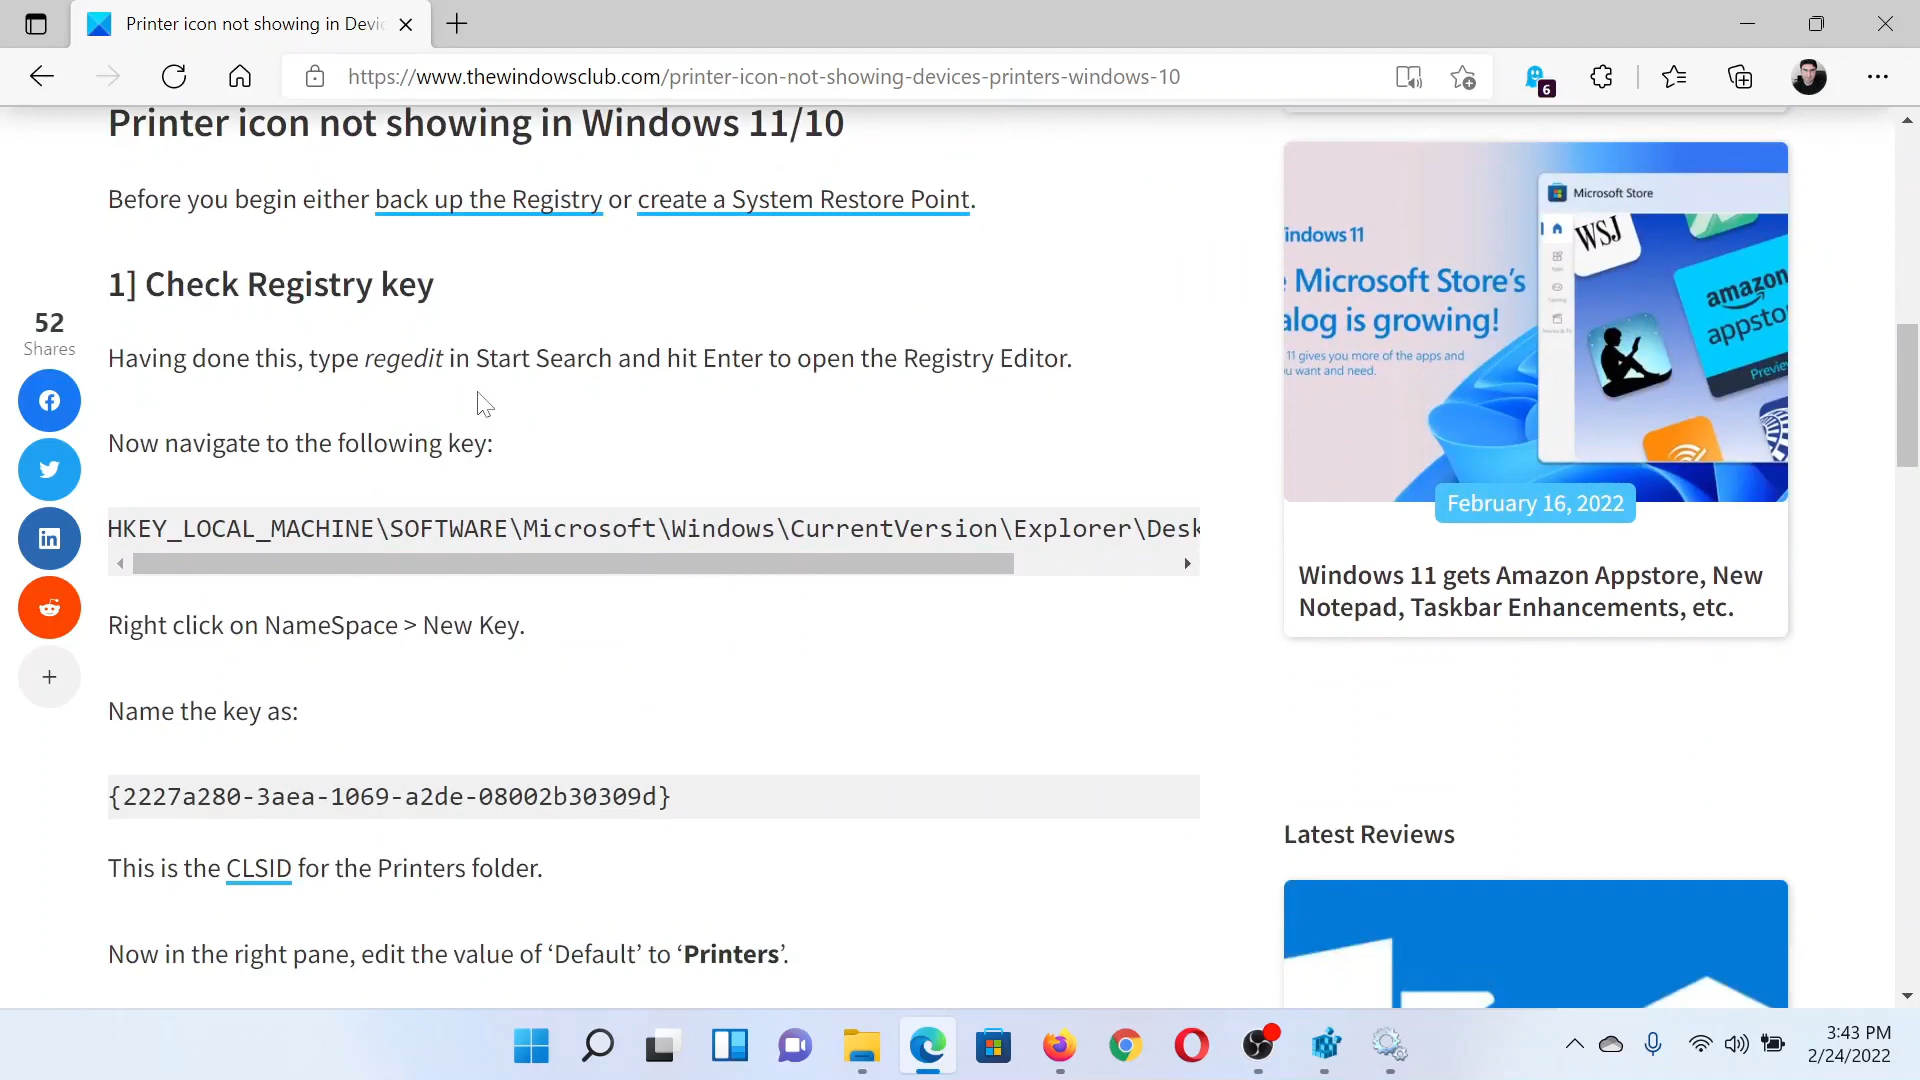 Printer icon not showing in Devic
https://www.thewindowsclub.com/printer-icon-not-showing-devices-printers-windows-10
6
Printer icon not showing in Windows 11/10
Before you begin either back up the Registry or create a System Restore Point.
1] Check Registry key
52
Shares
Having done this, type regedit in Start Search and hit Enter to open the Registry Editor.
Now navigate to the following key:
HKEY_LOCAL_MACHINE\SOFTWARE\Microsoft\Windows\CurrentVersion\Explorer\Desk
Right click on NameSpace > New Key.
Name the key as:
{2227a280-3aea-1069-a2de-08002b30309d}
This is the CLSID for the Printers folder.
Now in the right pane, edit the value of ‘Default’ to ‘Printers’.
Microsoft Store
indows 11
Microsoft Store's
alog is growing!
11 gives you more of the apps and
u want and need.
WSJ
amazon
appsto
Previe
February 16, 2022
Windows 11 gets Amazon Appstore, New
Notepad, Taskbar Enhancements, etc.
Latest Reviews
3:43 PM
2/24/2022